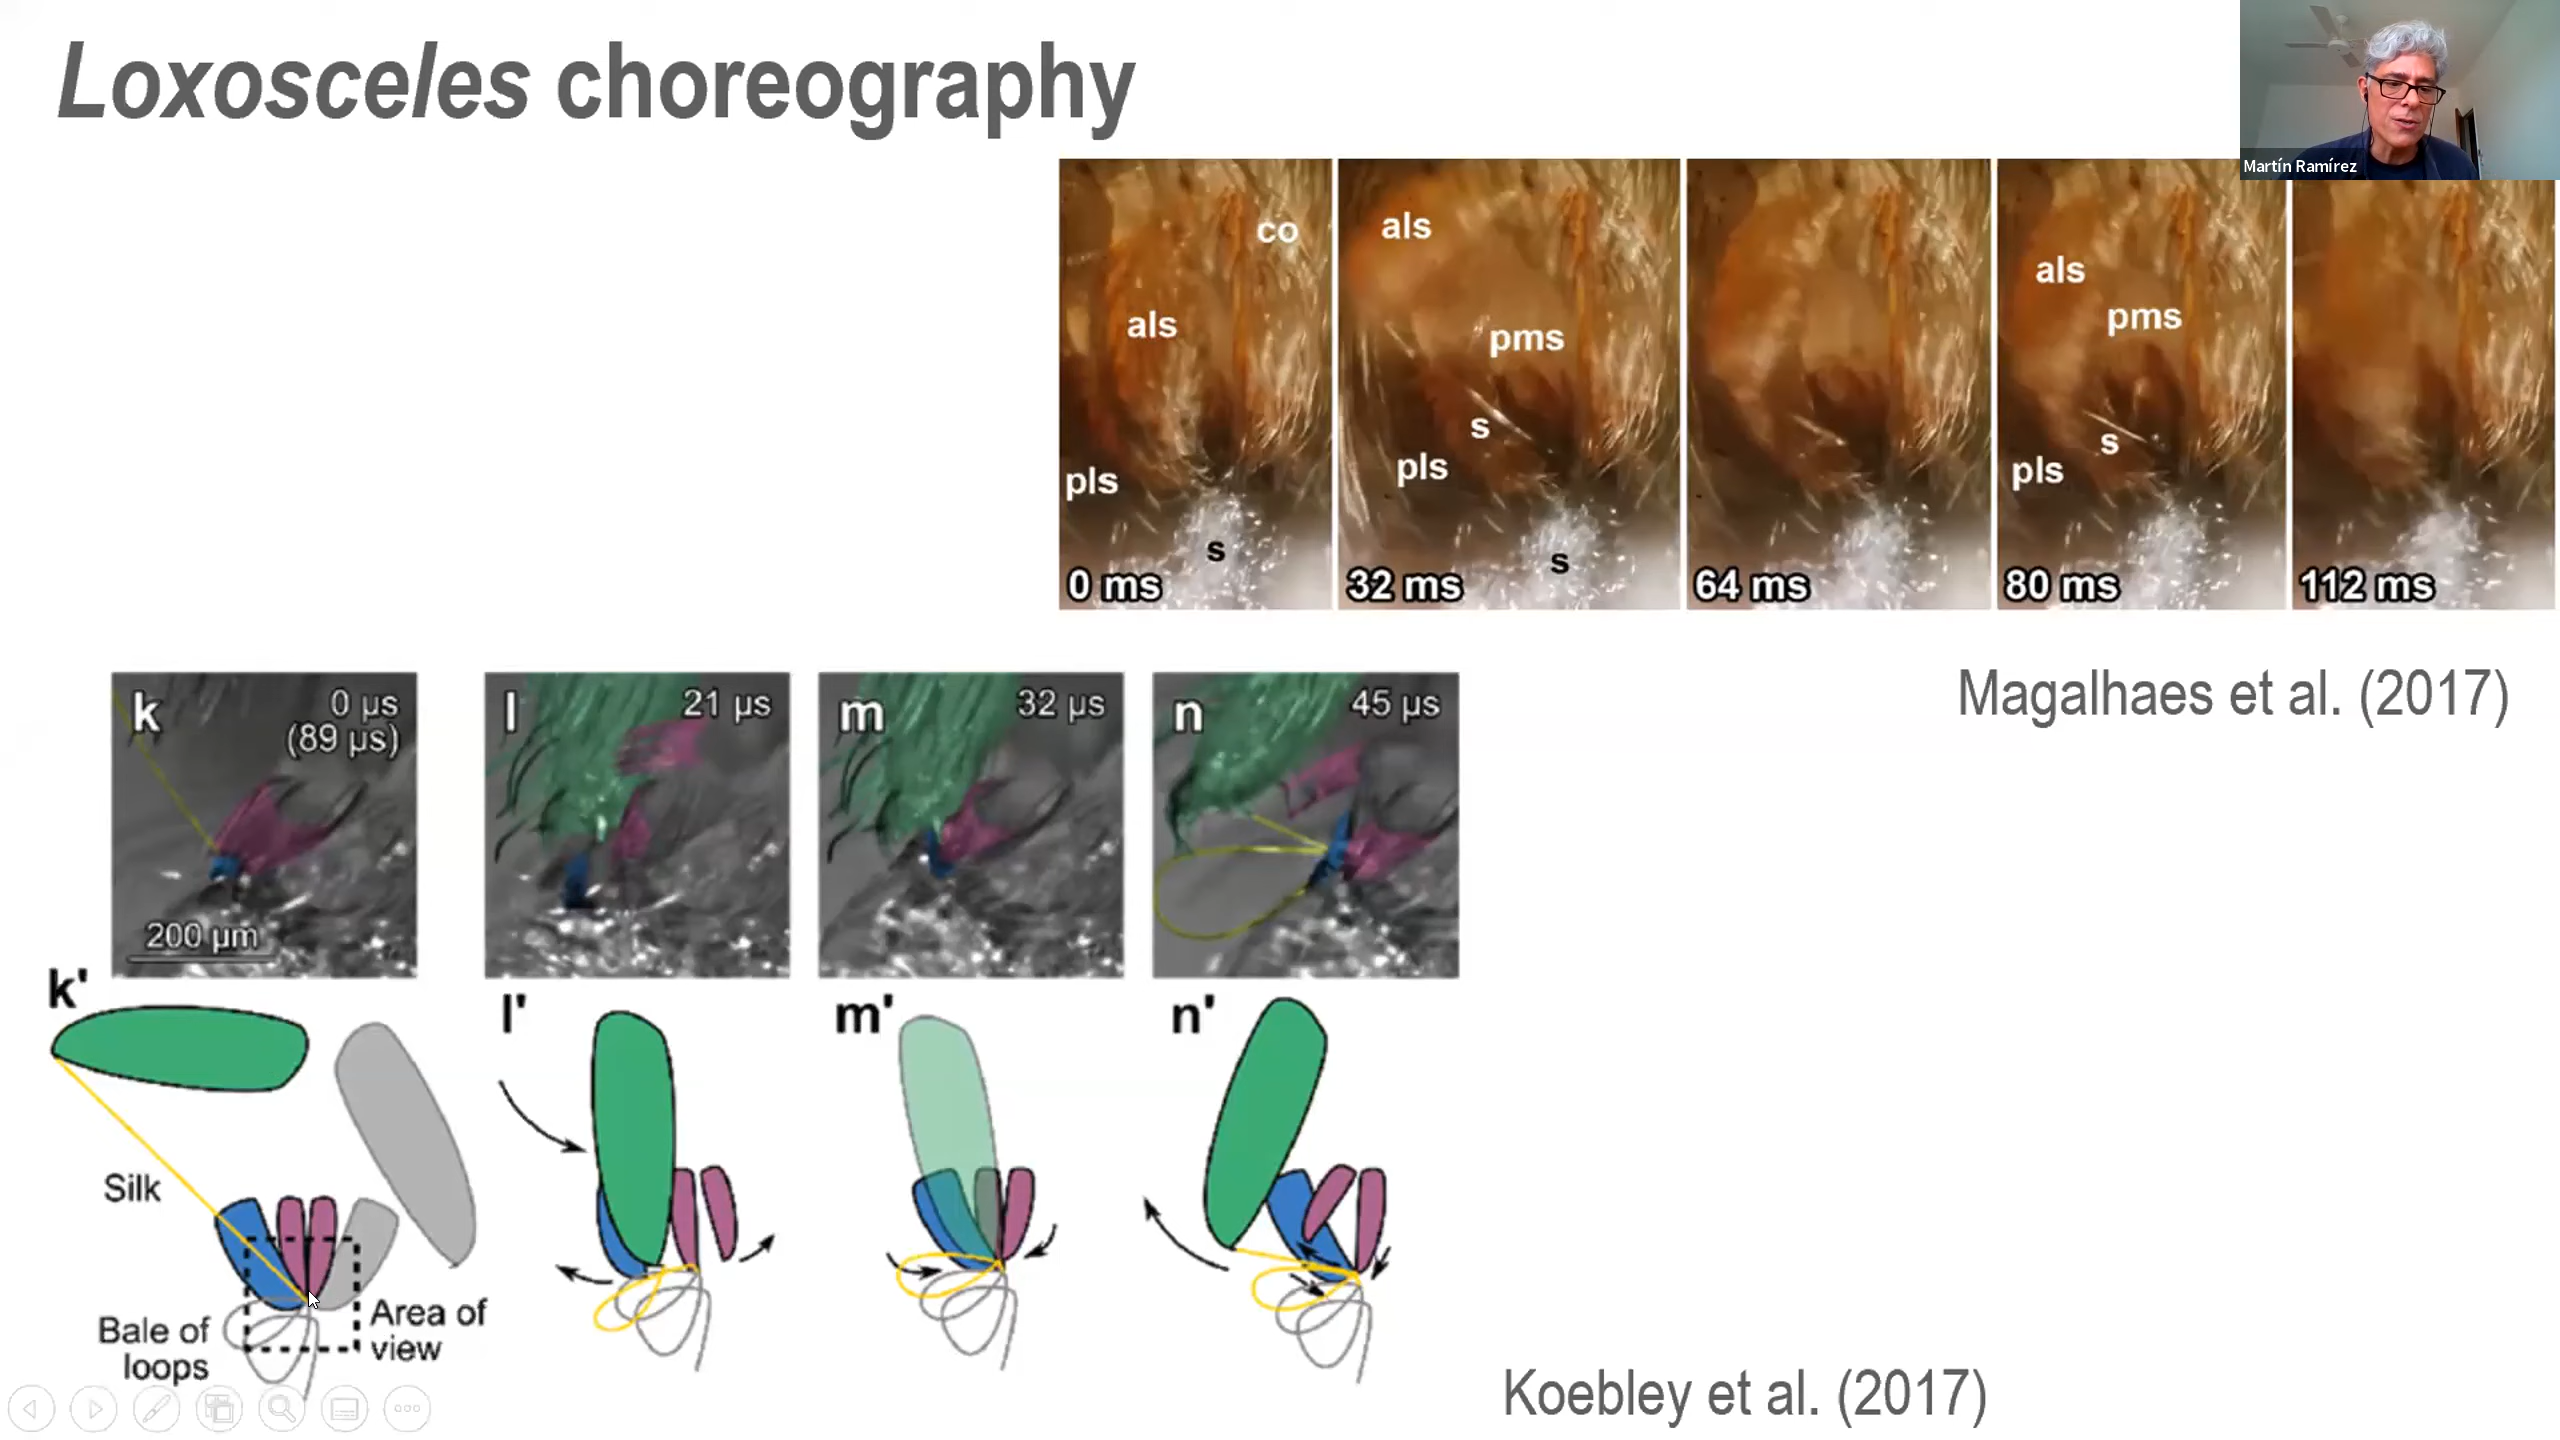 Loxosceles choreography
Martín Ramírez
co
als
pls
s
0 ms
als
pms
s
pls
s
32 ms
64 ms
als
pms
s
pls
80 ms
112 ms
Magalhaes et al. (2017)
k
0 µs
(89 µs)
200 µm
l
21 µs
m
32 µs
n
45 µs
k'
Silk
Bale of
loops
Area of
view
l'
m'
n'
Koebley et al. (2017)